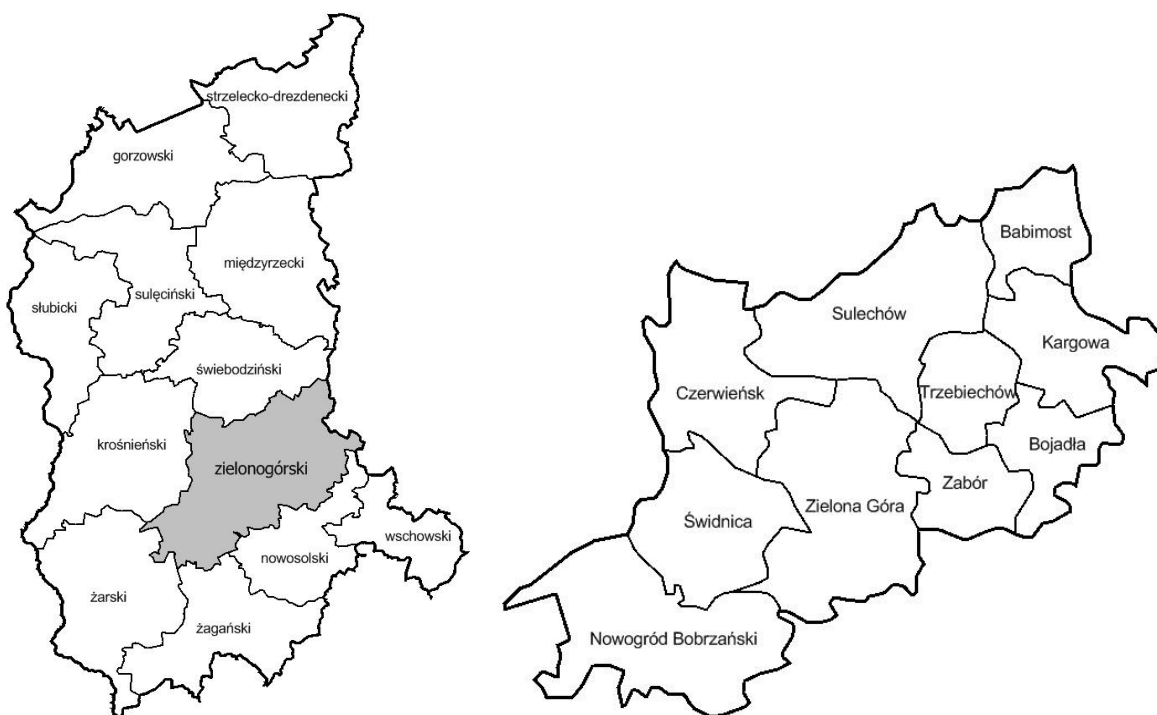 strzelecko-drezdenecki
gorzowski
międzyrzecki
sulęciński
słubicki
świebodziński
krośnieński
zielonogórski
wschowski
nowosolski
żarski
żagański
Babimost
Sulechów
Kargowa
Czerwieńsk
Trzebiechów
Bojadła
Zabór
Zielona Góra
Świdnica
Nowogród Bobrzański